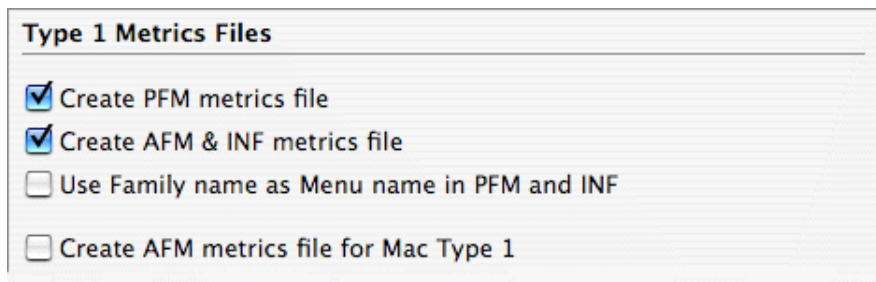 Type 1 Metrics Files
Create PFM metrics file
Create AFM & INF metrics file
Use Family name as Menu name in PFM and INF
Create AFM metrics file for Mac Type 1